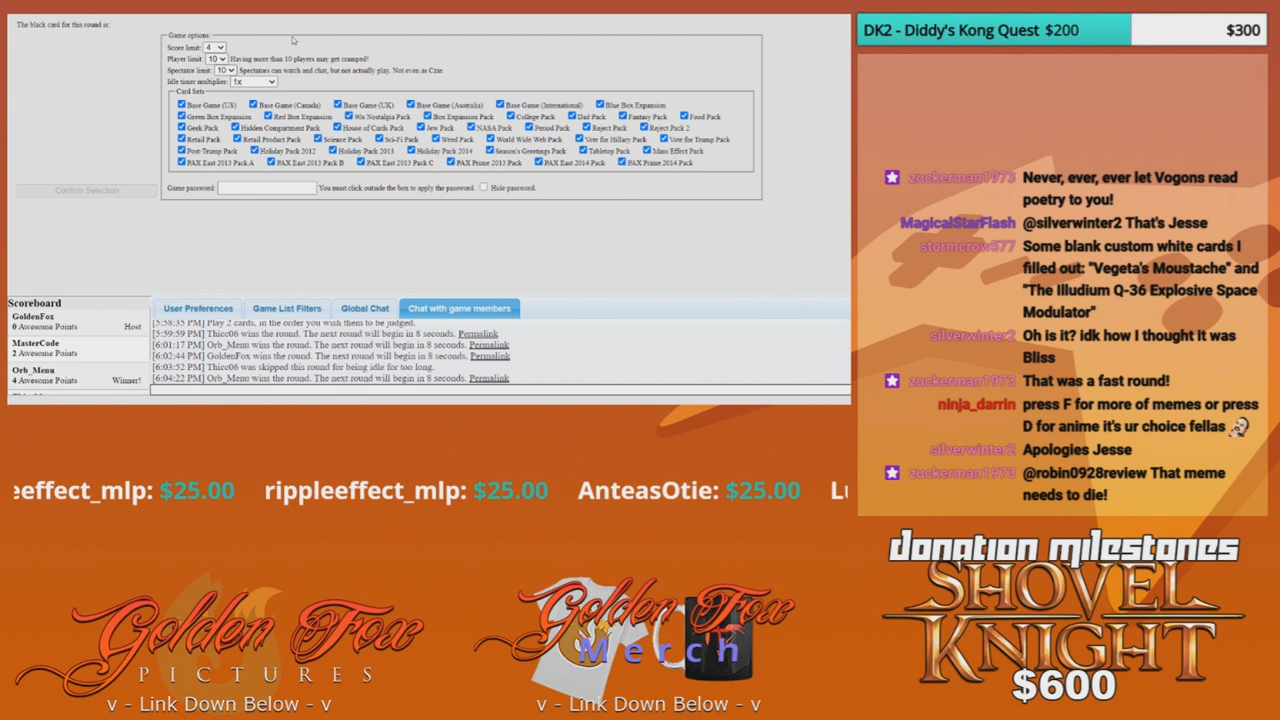 The black card for this round is:
Game options:
Score limit: 4
Player limit: 10 Having more than 10 players may get cramped!
Spectator limit: 10 Spectators can watch and chat, but not actually play. Not even as Czar.
Idle timer multiplier: 1x
Card Sets
Base Game (US) Base Game (Canada) Base Game (UK) Base Game (Australia) Base Game (International) Blue Box Expansion
Green Box Expansion Red Box Expansion 90s Nostalgia Pack Box Expansion Pack College Pack Dad Pack Fantasy Pack Food Pack
Geek Pack Hidden Compartment Pack House of Cards Pack Jew Pack NASA Pack Period Pack Reject Pack Reject Pack 2
Retail Pack Retail Product Pack Science Pack Sci-Fi Pack Weed Pack World Wide Web Pack Vote for Hillary Pack Vote for Trump Pack
Post-Trump Pack Holiday Pack 2012 Holiday Pack 2013 Holiday Pack 2014 Season's Greetings Pack Tabletop Pack Mass Effect Pack
PAX East 2013 Pack A PAX East 2013 Pack B PAX East 2013 Pack C PAX Prime 2013 Pack PAX East 2014 Pack PAX Prime 2014 Pack
Game password: You must click outside the box to apply the password. Hide password.
Confirm Selection
Scoreboard
GoldenFox
0 Awesome Points Host
MasterCode
2 Awesome Points
Orb_Menu
4 Awesome Points Winner!
User Preferences Game List Filters Global Chat Chat with game members
[5:58:35 PM] Play 2 cards, in the order you wish them to be judged.
[5:59:59 PM] Thicc06 wins the round. The next round will begin in 8 seconds. Permalink
[6:01:17 PM] Orb_Menu wins the round. The next round will begin in 8 seconds. Permalink
[6:02:44 PM] GoldenFox wins the round. The next round will begin in 8 seconds. Permalink
[6:03:52 PM] Thicc06 was skipped this round for being idle for too long.
[6:04:22 PM] Orb_Menu wins the round. The next round will begin in 8 seconds. Permalink
DK2 - Diddy's Kong Quest $200 $300
zuckerman1973 Never, ever, ever let Vogons read
poetry to you!
MagicalStarFlash @silverwinter2 That's Jesse
stormcrow577 Some blank custom white cards I
filled out: "Vegeta's Moustache" and
"The Illudium Q-36 Explosive Space
Modulator"
silverwinter2 Oh is it? idk how I thought it was
Bliss
zuckerman1973 That was a fast round!
ninja_darrin press F for more of memes or press
D for anime it's ur choice fellas
silverwinter2 Apologies Jesse
zuckerman1973 @robin0928review That meme
needs to die!
eeffect_mlp: $25.00 rippleeffect_mlp: $25.00 AnteasOtie: $25.00
Golden Fox
PICTURES
v - Link Down Below - v
Golden Fox
Merch
v - Link Down Below - v
donation milestones
SHOVEL
KNIGHT
$600